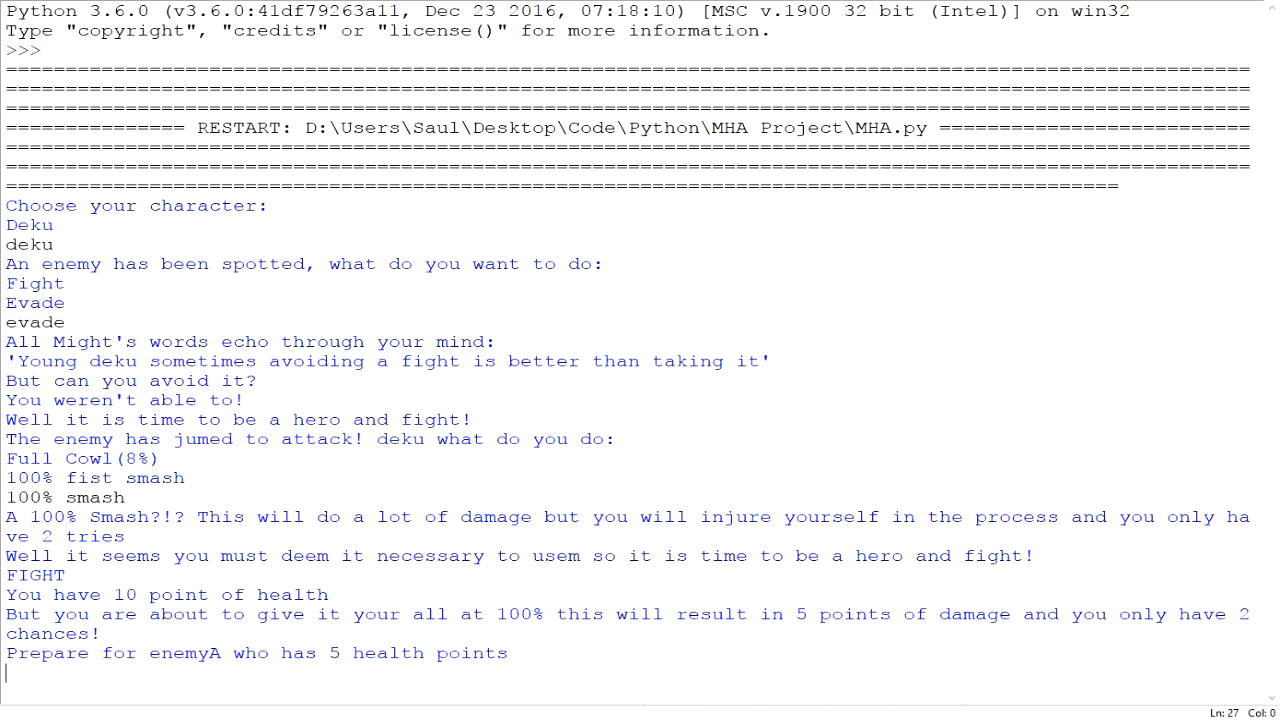 Python 3.6.0 (v3.6.0:41df79263a11, Dec 23 2016, 07:18:10) [MSC v.1900 32 bit (Intel)] on win32
Type "copyright", "credits" or "license()" for more information.
>>>
========================================================================================================
========================================================================================================
========================================================================================================
=============== RESTART: D:\Users\Saul\Desktop\Code\Python\MHA Project\MHA.py ==========================
========================================================================================================
========================================================================================================
=============================================================================================
Choose your character:
Deku
deku
An enemy has been spotted, what do you want to do:
Fight
Evade
evade
All Might's words echo through your mind:
'Young deku sometimes avoiding a fight is better than taking it'
But can you avoid it?
You weren't able to!
Well it is time to be a hero and fight!
The enemy has jumed to attack! deku what do you do:
Full Cowl(8%)
100% fist smash
100% smash
A 100% Smash?!? This will do a lot of damage but you will injure yourself in the process and you only ha
ve 2 tries
Well it seems you must deem it necessary to usem so it is time to be a hero and fight!
FIGHT
You have 10 point of health
But you are about to give it your all at 100% this will result in 5 points of damage and you only have 2
chances!
Prepare for enemyA who has 5 health points
Ln: 27 Col: 0